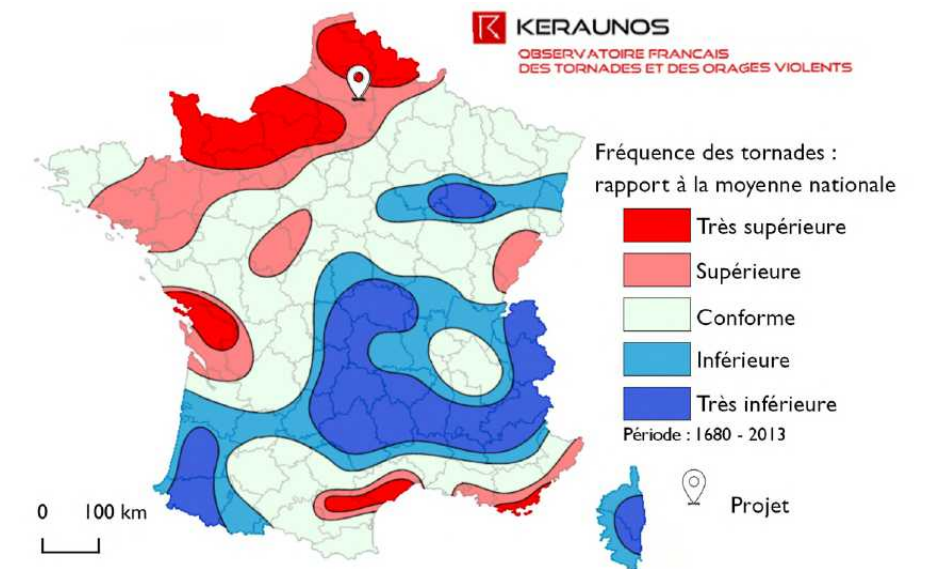 KERAUNOS
OBSERVATOIRE FRANCAIS
DES TORNADES ET DES ORAGES VIOLENTS
Fréquence des tornades :
rapport à la moyenne nationale
Très supérieure
Supérieure
Conforme
Inférieure
Très inférieure
Période : 1680 - 2013
Projet
0 100 km